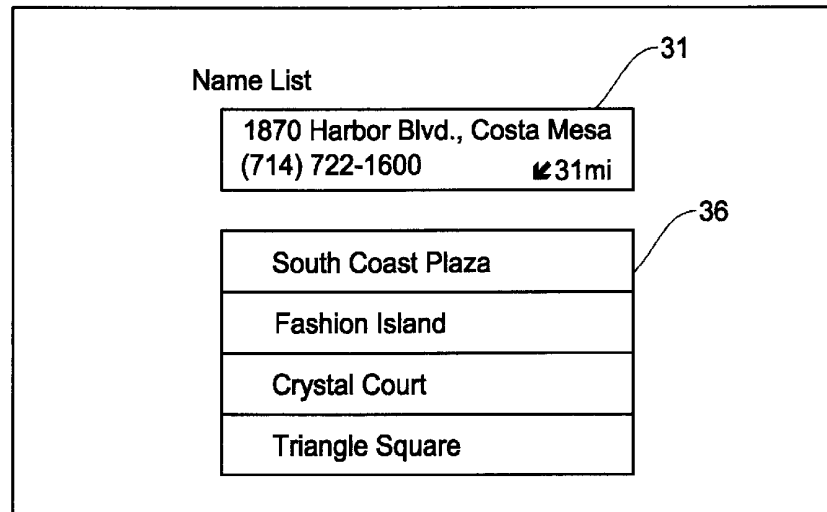 31
Name List
1870 Harbor Blvd., Costa Mesa
(714) 722-1600 ↙31mi
36
South Coast Plaza
Fashion Island
Crystal Court
Triangle Square